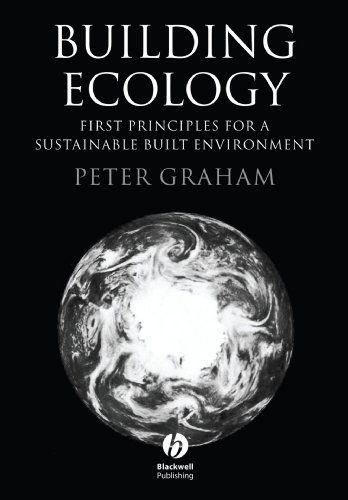 BUILDING
ECOLOGY
FIRST PRINCIPLES FOR A
SUSTAINABLE BUILT ENVIRONMENT
PETER GRAHAM
Blackwell
Publishing